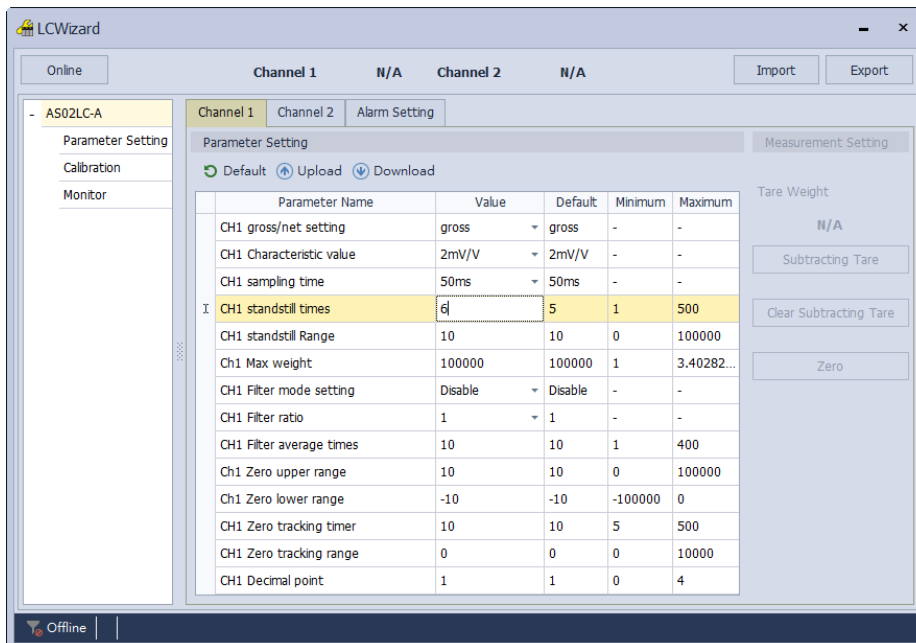 LCWizard
Online Channel 1 N/A Channel 2 N/A Import Export
- AS02LC-A
Parameter Setting
Calibration
Monitor
Channel 1 Channel 2 Alarm Setting
Parameter Setting
Default Upload Download
Parameter Name Value Default Minimum Maximum
CH1 gross/net setting gross gross - -
CH1 Characteristic value 2mV/V 2mV/V - -
CH1 sampling time 50ms 50ms - -
CH1 standstill times 6 5 1 500
CH1 standstill Range 10 10 0 100000
Ch1 Max weight 100000 100000 1 3.40282...
CH1 Filter mode setting Disable Disable - -
CH1 Filter ratio 1 1 - -
CH1 Filter average times 10 10 1 400
Ch1 Zero upper range 10 10 0 100000
Ch1 Zero lower range -10 -10 -100000 0
CH1 Zero tracking timer 10 10 5 500
CH1 Zero tracking range 0 0 0 10000
CH1 Decimal point 1 1 0 4
Measurement Setting
Tare Weight
N/A
Subtracting Tare
Clear Subtracting Tare
Zero
Offline